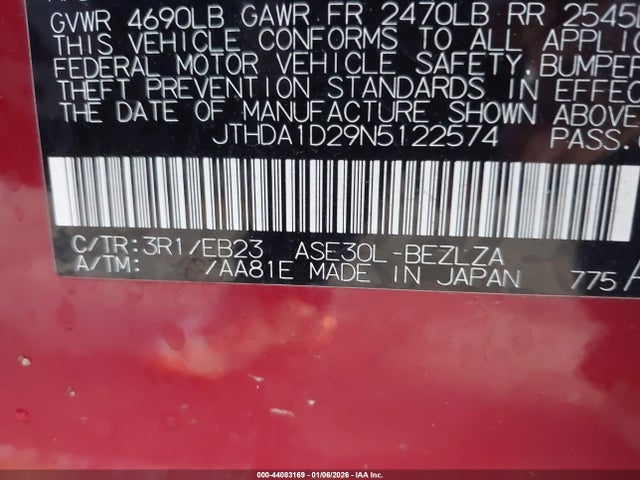 GVWR 4690LB GAWR FR 2470LB RR 2545
THIS VEHICLE CONFORMS TO ALL APPLIC
FEDERAL MOTOR VEHICLE SAFETY, BUMPER
THEFT PREVENTION STANDARDS IN EFFEC
THE DATE OF MANUFACTURE SHOWN ABOVE
JTHDA1D29N5122574 PASS.
C/TR:3R1/EB23 ASE30L-BEZLZA
A/TM: /AA81E MADE IN JAPAN 775
000-44083169 | 01/06/2026 - Copyright © IAA Inc